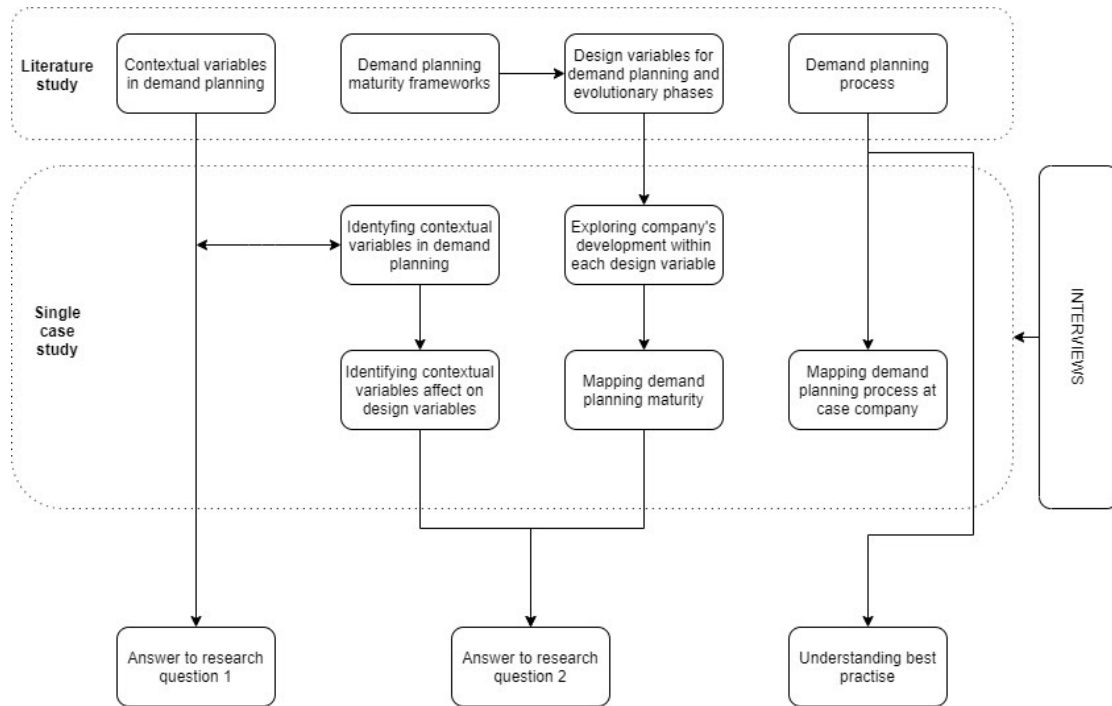 Literature
study
Contextual variables
in demand planning
Demand planning
maturity frameworks
Design variables for
demand planning and
evolutionary phases
Demand planning
process
Single
case
study
Identyfing contextual
variables in demand
planning
Exploring company's
development within
each design variable
Identifying contextual
variables affect on
design variables
Mapping demand
planning maturity
Mapping demand
planning process at
case company
INTERVIEWS
Answer to research
question 1
Answer to research
question 2
Understanding best
practise